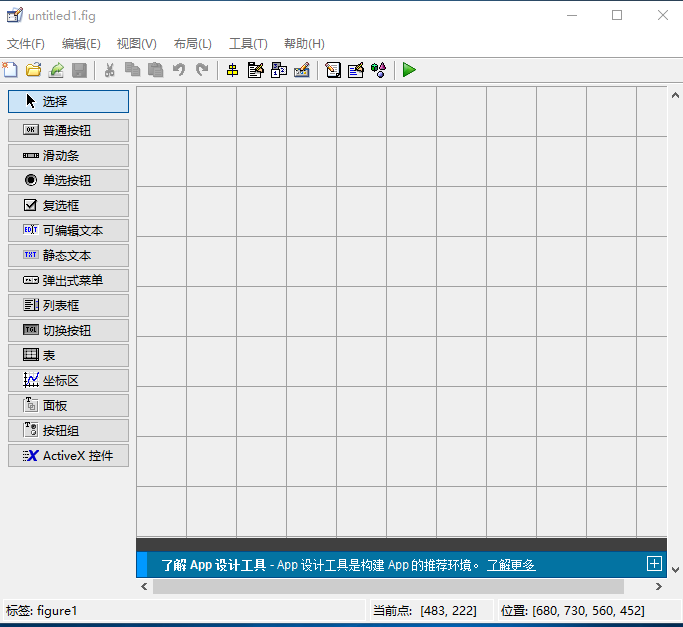 untitled1.fig
文件(F) 编辑(E) 视图(V) 布局(L) 工具(T) 帮助(H)
选择
OK 普通按钮
滑动条
单选按钮
复选框
EDIT 可编辑文本
TXT 静态文本
弹出式菜单
列表框
TGL 切换按钮
表
坐标区
面板
按钮组
ActiveX 控件
了解 App 设计工具 - App 设计工具是构建 App 的推荐环境。 了解更多
标签: figure1 当前点: [483, 222] 位置: [680, 730, 560, 452]